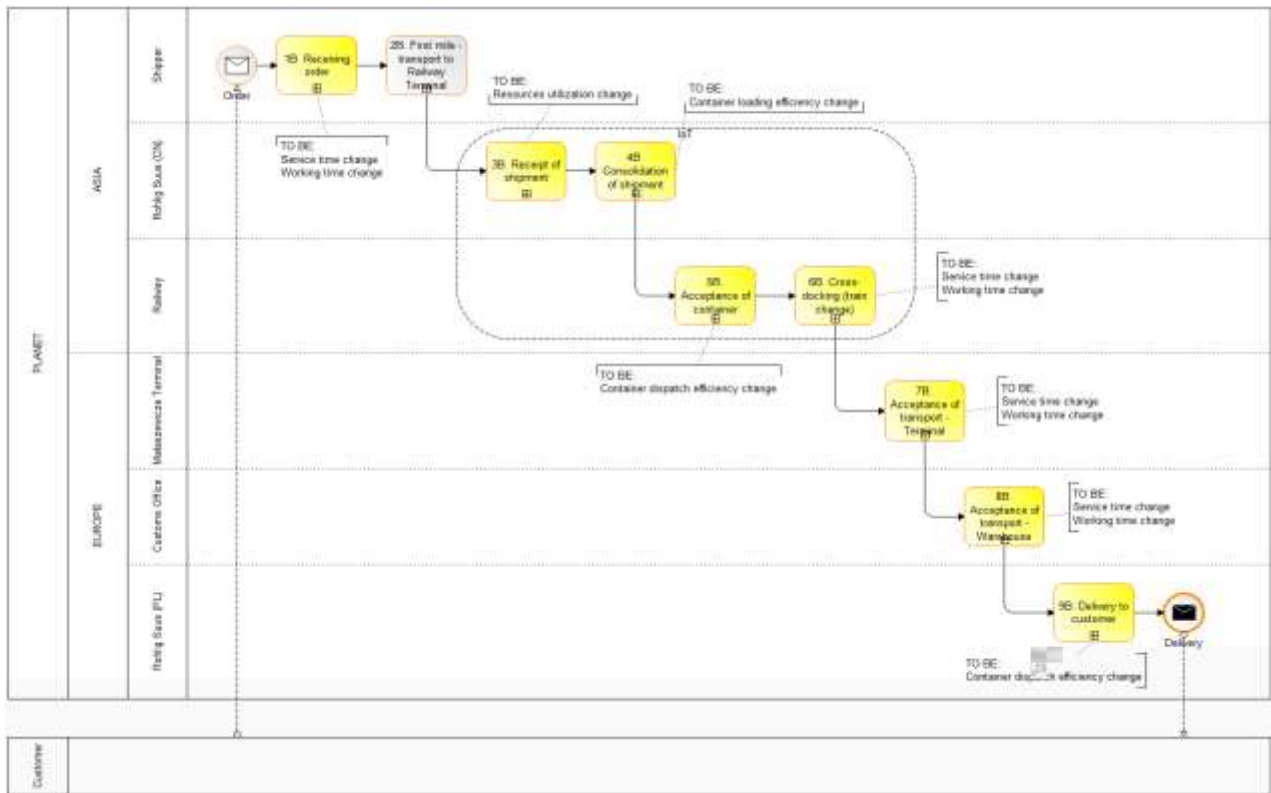 PLANET
ASIA
EUROPE
Shipper
Rohlig Suus (CN)
Railway
Malaszewicze Terminal
Customs Office
Rohlig Suus (PL)
Customer
Order
1B. Receiving
order
2B. First mile -
transport to
Railway
Terminal
TO BE:
Service time change
Working time change
TO BE:
Resources utilization change
TO BE:
Container loading efficiency change
IoT
3B. Receipt of
shipment
4B.
Consolidation
of shipment
5B.
Acceptance of
container
6B. Cross-
docking (train
change)
TO BE:
Service time change
Working time change
TO BE:
Container dispatch efficiency change
7B.
Acceptance of
transport -
Terminal
TO BE:
Service time change
Working time change
8B.
Acceptance of
transport -
Warehouse
TO BE:
Service time change
Working time change
9B. Delivery to
customer
Delivery
TO BE:
Container dispatch efficiency change